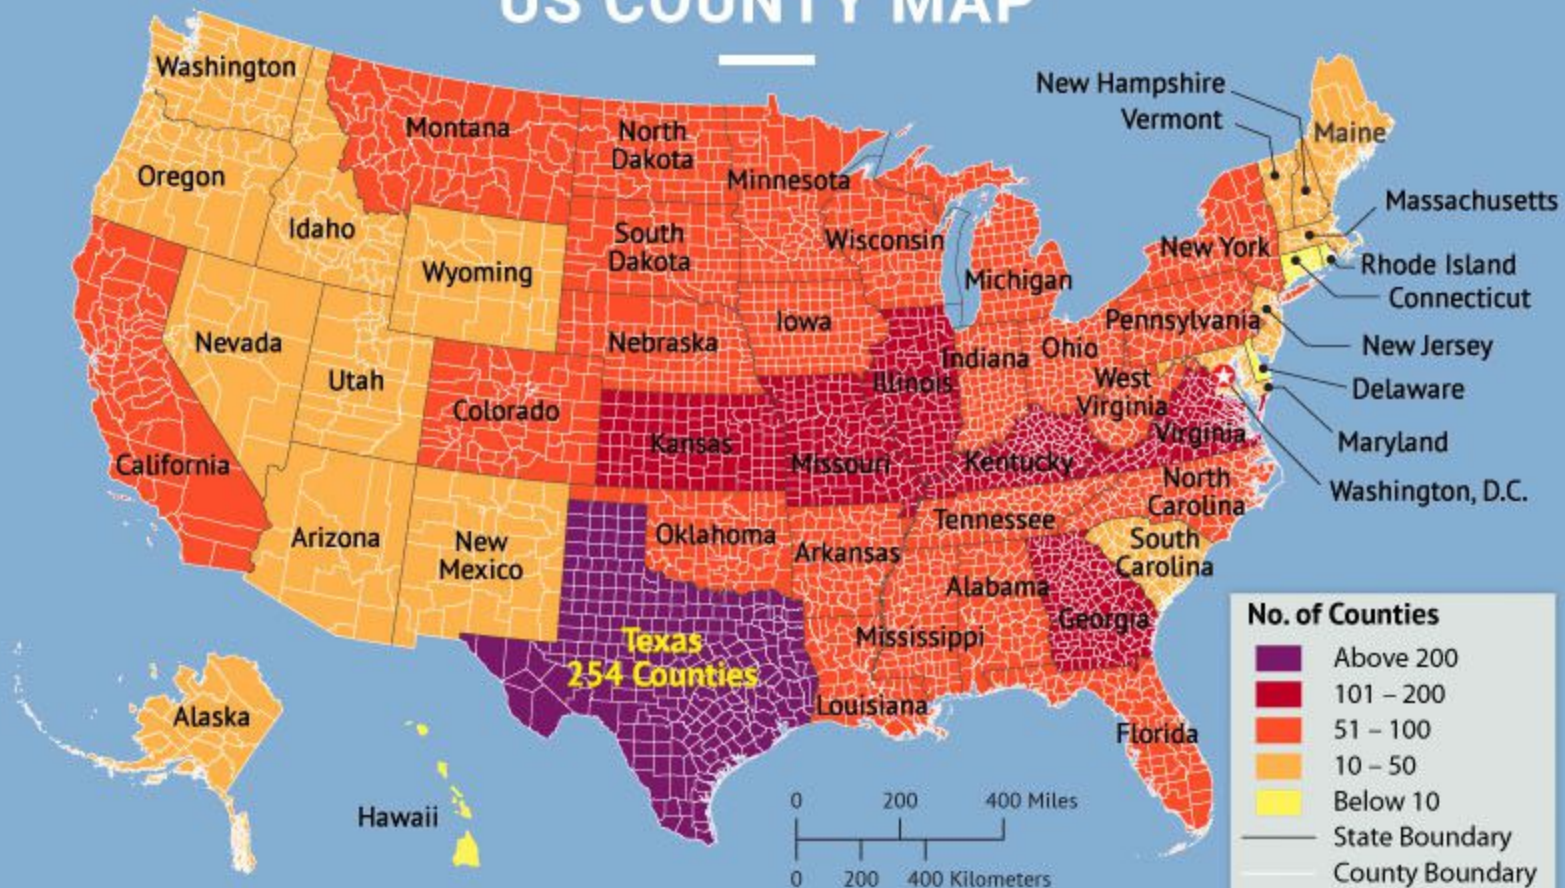 US COUNTY MAP
Washington
Montana
North
Dakota
Minnesota
New Hampshire
Vermont
Maine
Oregon
Idaho
Wyoming
South
Dakota
Wisconsin
Michigan
New York
Massachusetts
Rhode Island
Connecticut
Nevada
Utah
Colorado
Nebraska
Iowa
Illinois
Indiana
Ohio
Pennsylvania
New Jersey
West
Virginia
Delaware
Maryland
Virginia
Washington, D.C.
California
Kansas
Missouri
Kentucky
North
Carolina
Arizona
New
Mexico
Oklahoma
Arkansas
Tennessee
South
Carolina
Alabama
Georgia
Mississippi
Texas
254 Counties
Louisiana
Florida
Alaska
Hawaii
0 200 400 Miles
0 200 400 Kilometers
No. of Counties
Above 200
101 – 200
51 – 100
10 – 50
Below 10
State Boundary
County Boundary